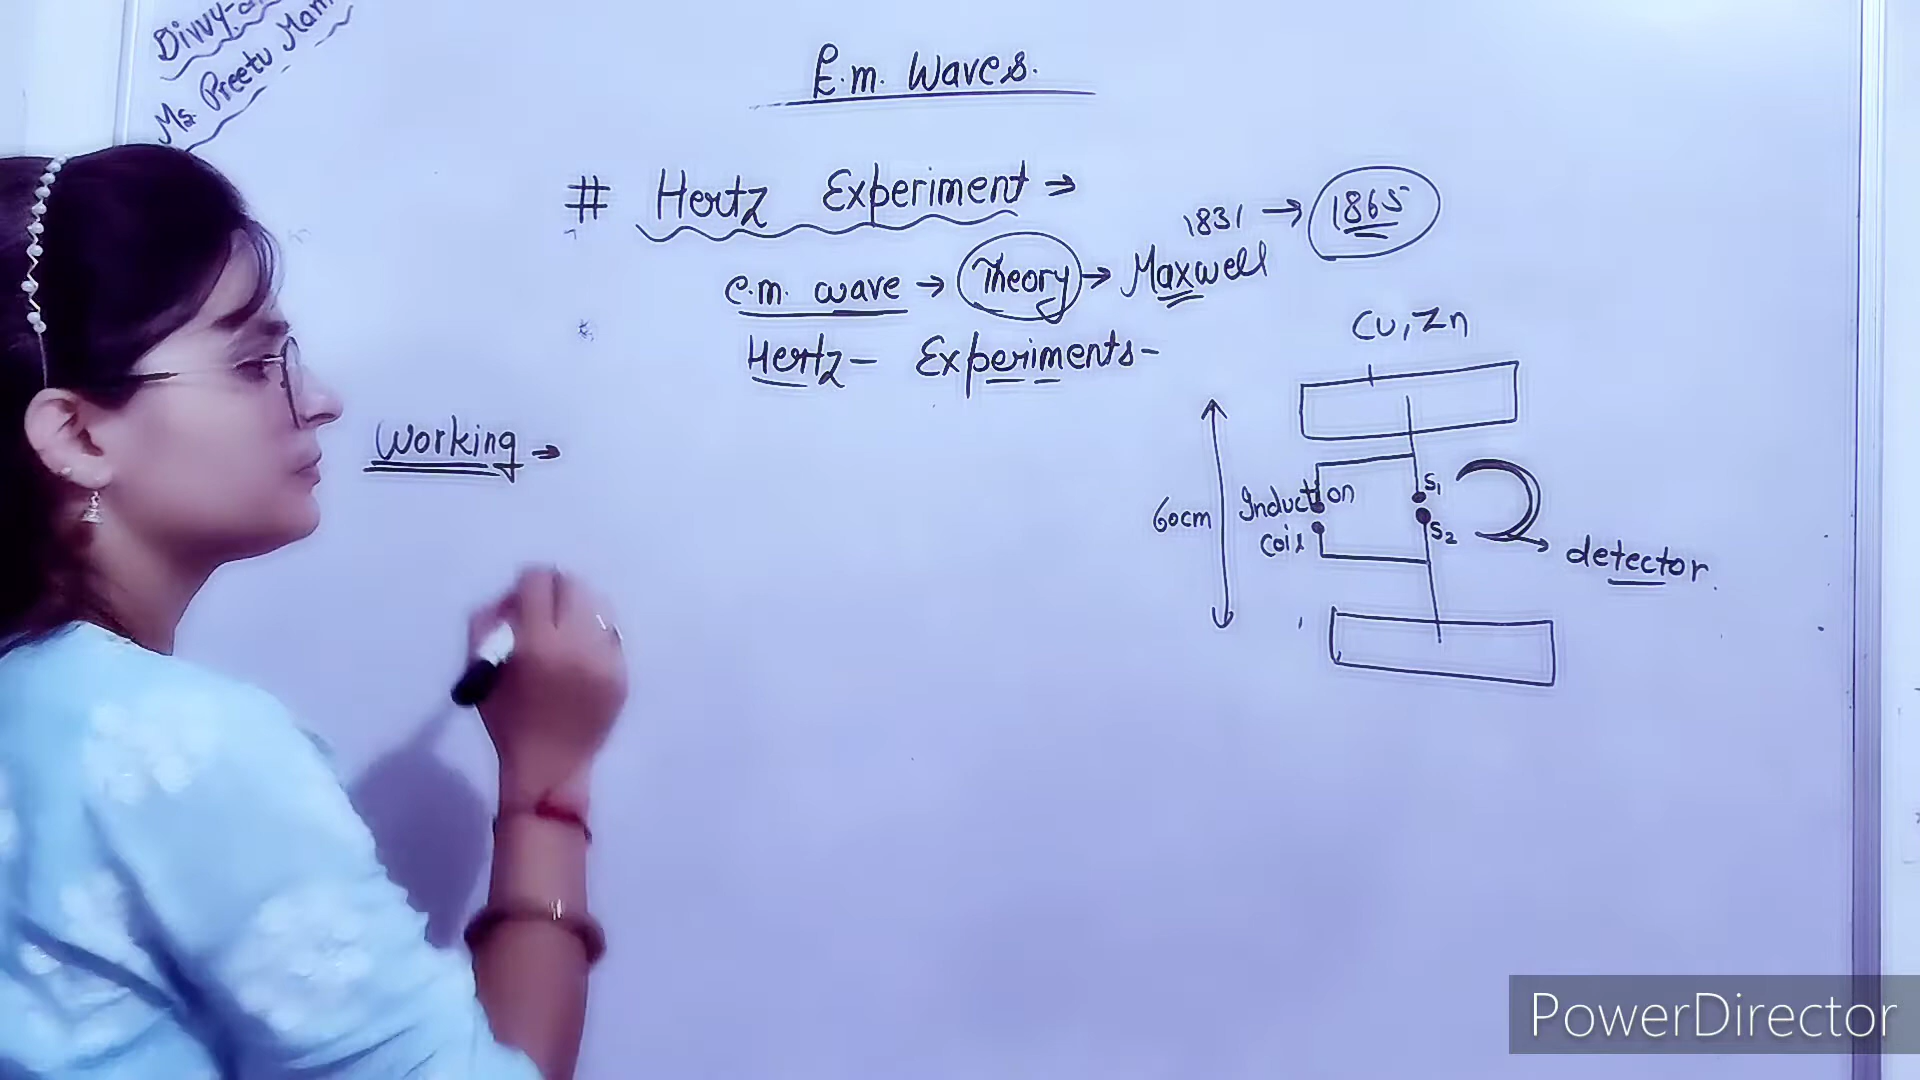 Ms. Preetu Mam
E.m. Waves.
# Hertz Experiment →
1831 → 1865
e.m. wave → Theory → Maxwell
Hertz – Experiments –
Cu, Zn
Working →
60cm
Induction
Coil
S1
S2
detector
PowerDirector